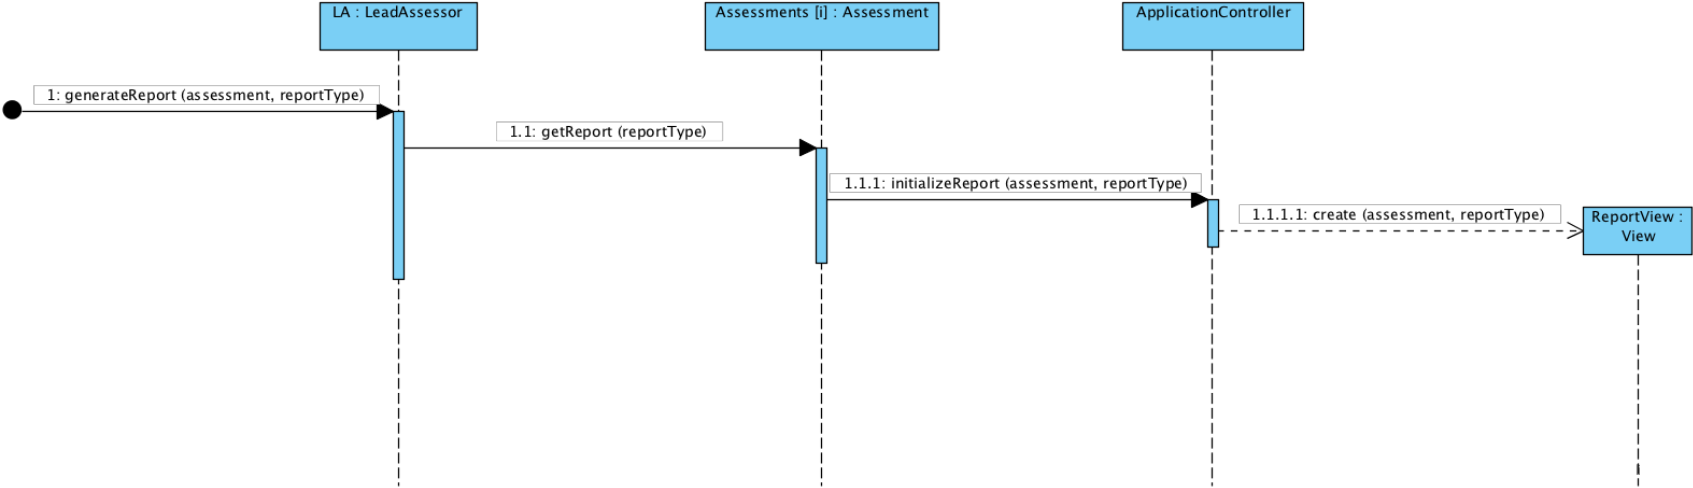 LA : LeadAssessor
Assessments [i] : Assessment
ApplicationController
1: generateReport (assessment, reportType)
1.1: getReport (reportType)
1.1.1: initializeReport (assessment, reportType)
1.1.1.1: create (assessment, reportType)
ReportView :
View